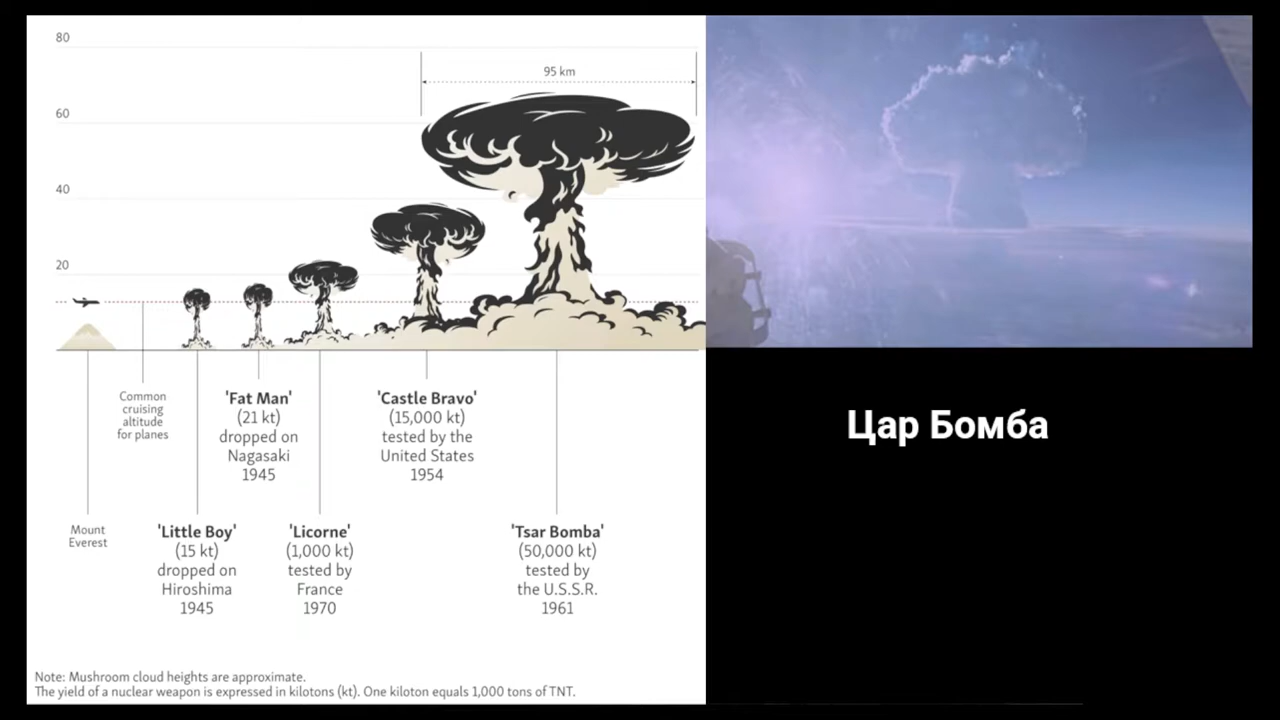 80
95 km
60
40
20
Common
cruising
altitude
for planes
'Fat Man'
(21 kt)
dropped on
Nagasaki
1945
'Castle Bravo'
(15,000 kt)
tested by the
United States
1954
Mount
Everest
'Little Boy'
(15 kt)
dropped on
Hiroshima
1945
'Licorne'
(1,000 kt)
tested by
France
1970
'Tsar Bomba'
(50,000 kt)
tested by
the U.S.S.R.
1961
Note: Mushroom cloud heights are approximate.
The yield of a nuclear weapon is expressed in kilotons (kt). One kiloton equals 1,000 tons of TNT.
Цар Бомба